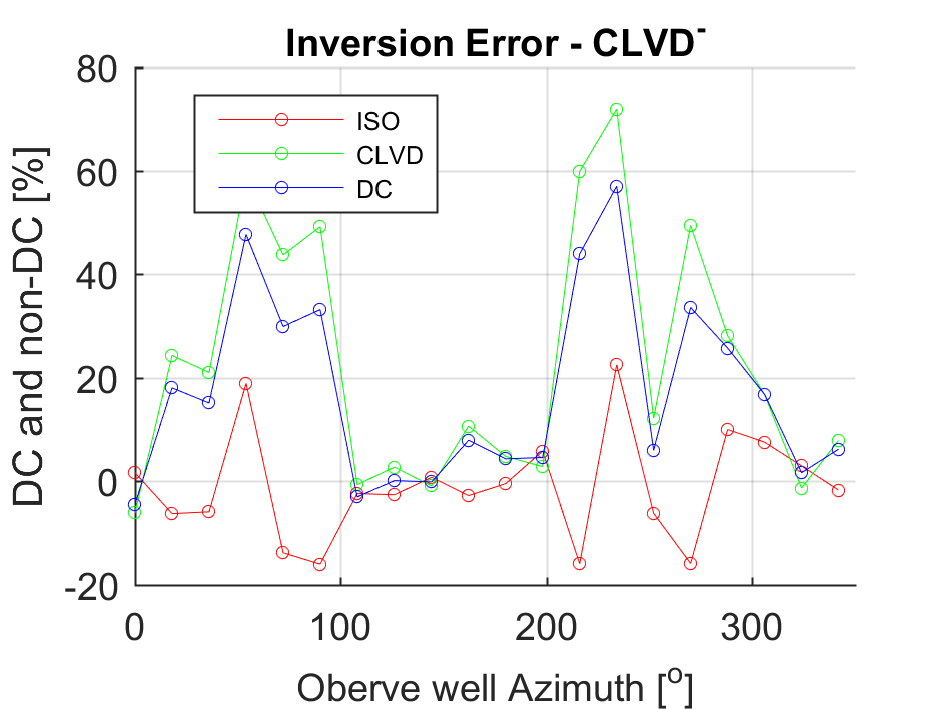 Inversion Error - CLVD⁻
DC and non-DC [%]
80
60
40
20
0
-20
ISO
CLVD
DC
0 100 200 300
Oberve well Azimuth [°]